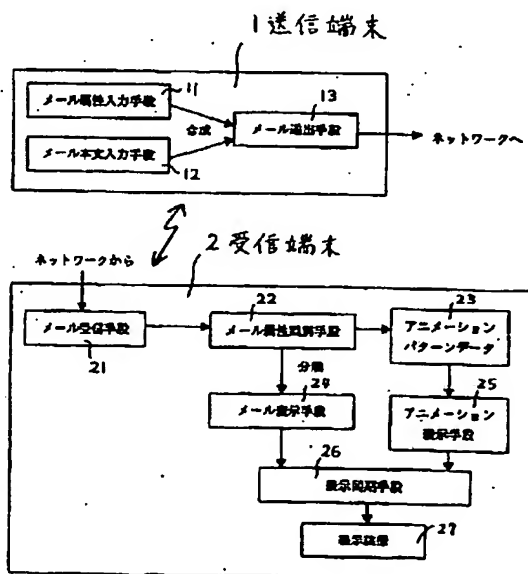 1 送信端末
メール属性入力手段
11
合成
メール送出手段
13
ネットワークへ
メール本文入力手段
12
2 受信端末
ネットワークから
メール受信手段
21
メール属性識別手段
22
アニメーション
パターンデータ
23
分離
メール表示手段
24
アニメーション
表示手段
25
表示同期手段
26
表示装置
27